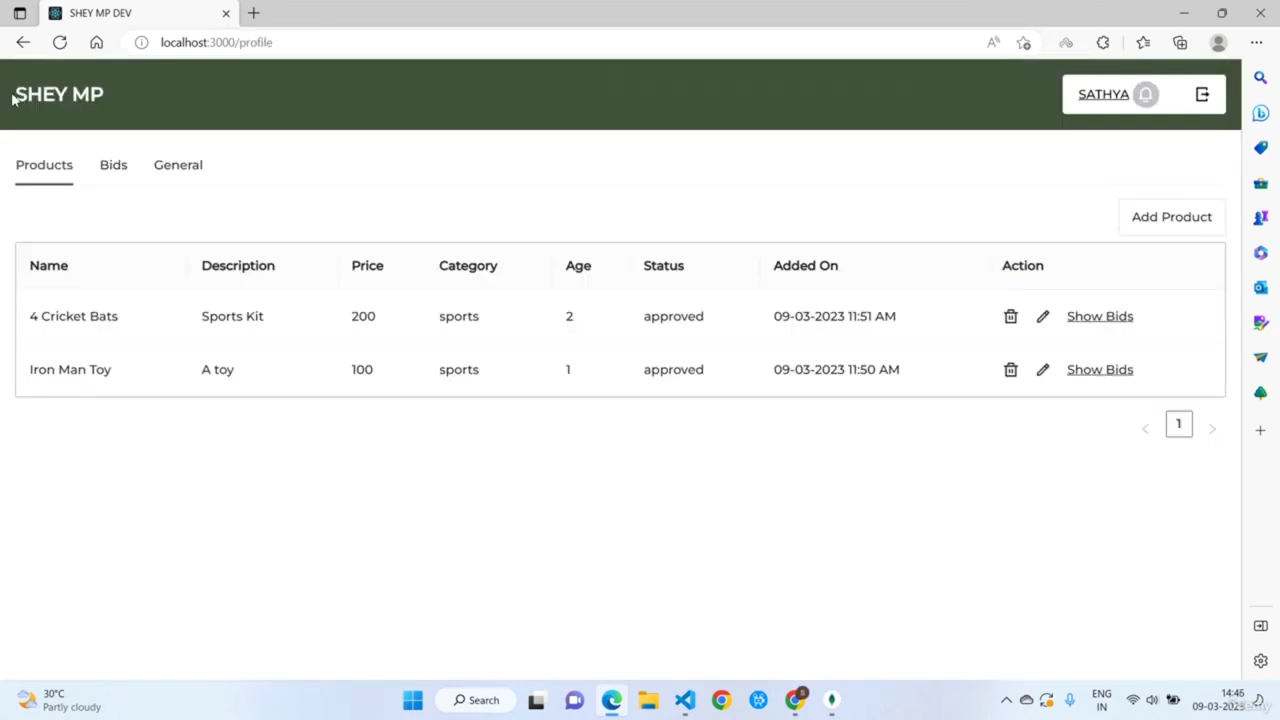 SHEY MP DEV
localhost:3000/profile
SHEY MP
SATHYA
Products Bids General
Add Product
Name Description Price Category Age Status Added On Action
4 Cricket Bats Sports Kit 200 sports 2 approved 09-03-2023 11:51 AM Show Bids
Iron Man Toy A toy 100 sports 1 approved 09-03-2023 11:50 AM Show Bids
1
30°C
Partly cloudy
Search
ENG
IN
14:46
09-03-2023